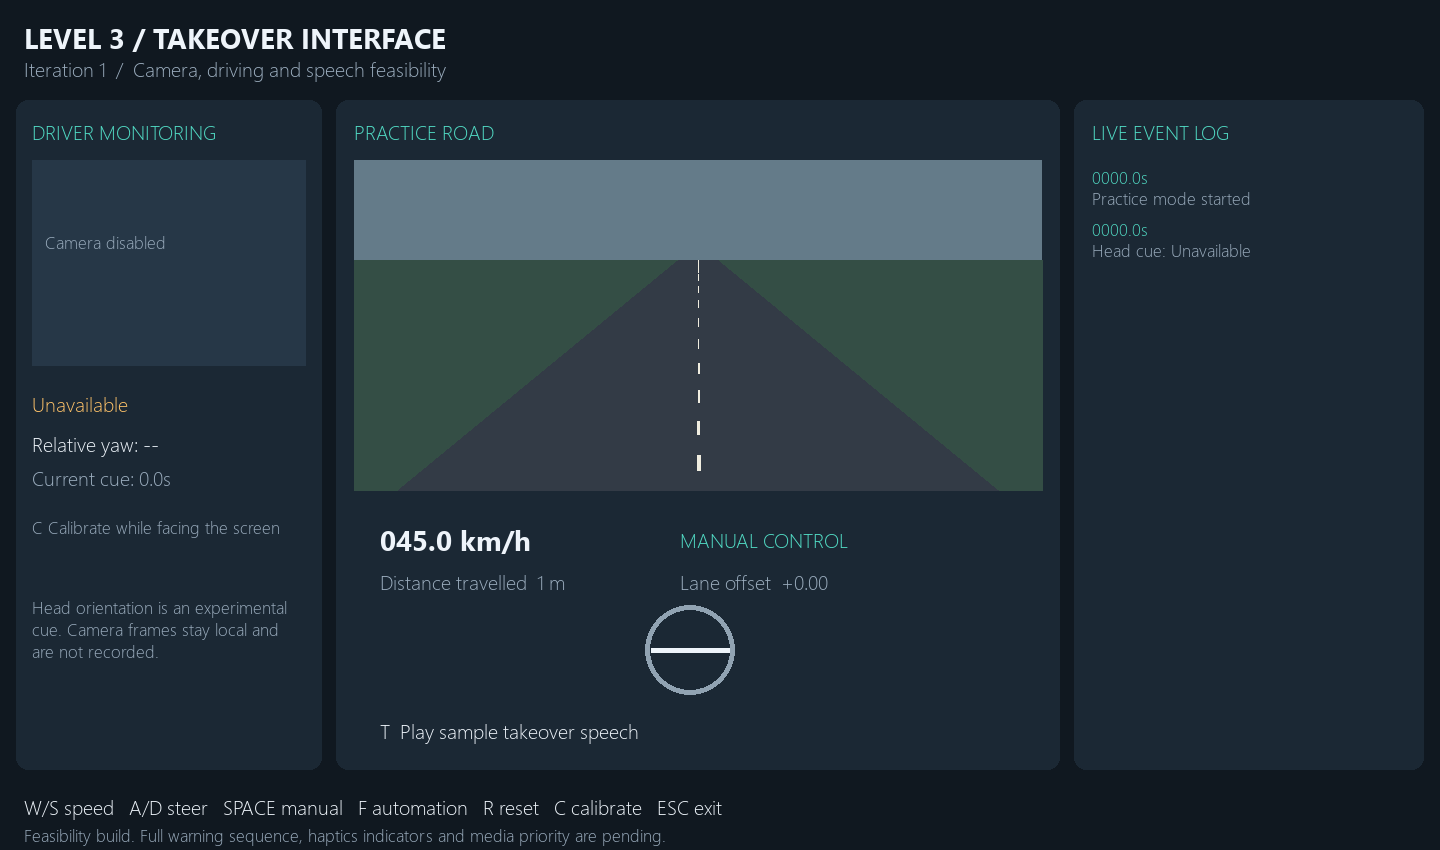 LEVEL 3 / TAKEOVER INTERFACE
Iteration 1 / Camera, driving and speech feasibility
DRIVER MONITORING
Camera disabled
Unavailable
Relative yaw: --
Current cue: 0.0s
C Calibrate while facing the screen
Head orientation is an experimental
cue. Camera frames stay local and
are not recorded.
PRACTICE ROAD
045.0 km/h
MANUAL CONTROL
Distance travelled 1 m
Lane offset +0.00
T Play sample takeover speech
LIVE EVENT LOG
0000.0s
Practice mode started
0000.0s
Head cue: Unavailable
W/S speed A/D steer SPACE manual F automation R reset C calibrate ESC exit
Feasibility build. Full warning sequence, haptics indicators and media priority are pending.